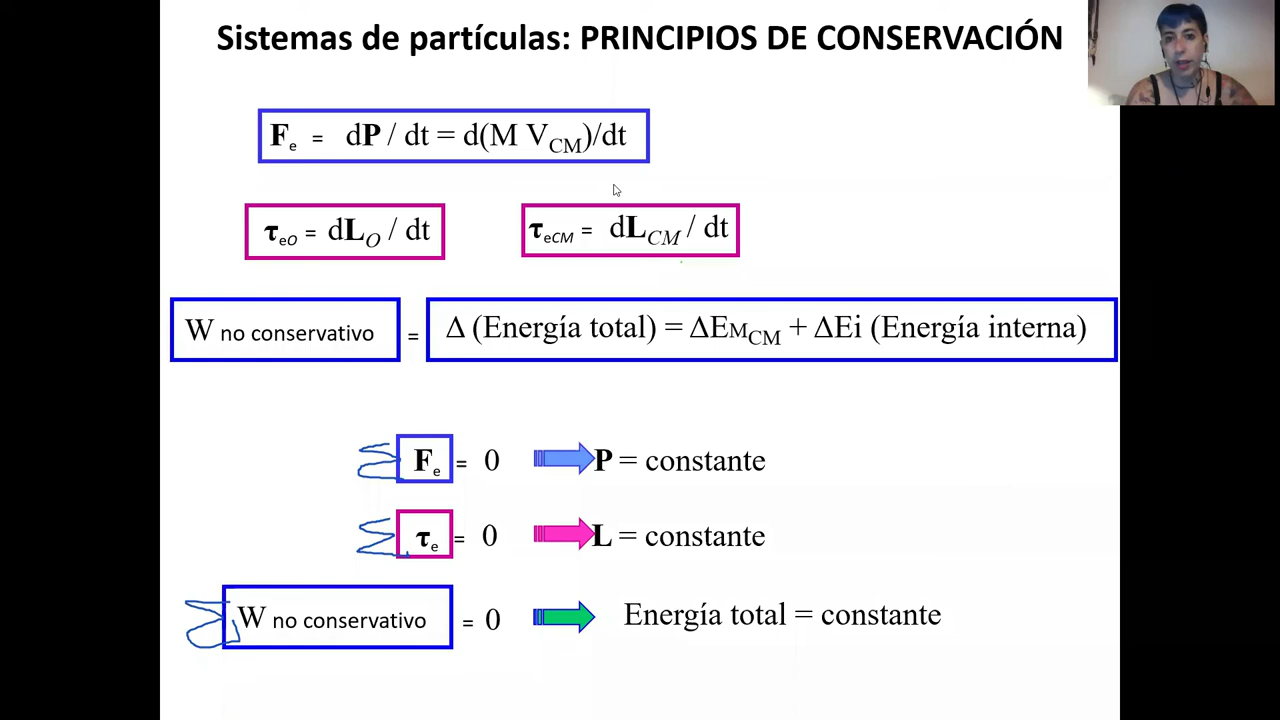 Sistemas de partículas: PRINCIPIOS DE CONSERVACIÓN
Fe = dP / dt = d(M VCM)/dt
τeO = dLO / dt τeCM = dLCM / dt
W no conservativo = Δ (Energía total) = ΔEMCM + ΔEi (Energía interna)
Σ Fe = 0 P = constante
Σ τe = 0 L = constante
Σ W no conservativo = 0 Energía total = constante